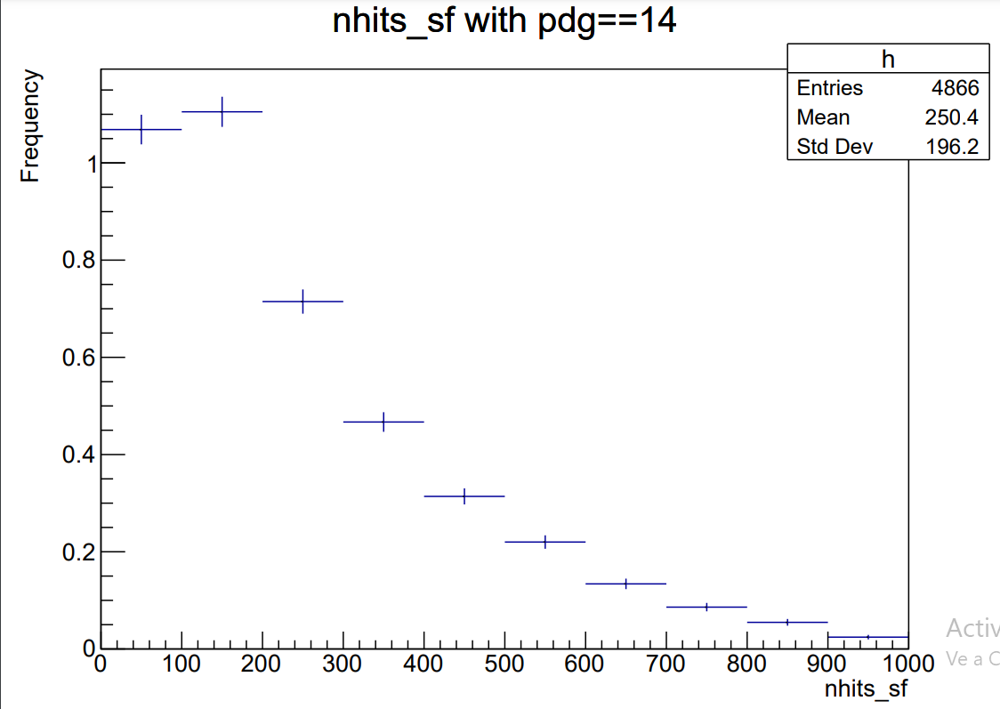 nhits_sf with pdg==14
h
Entries 4866
Mean 250.4
Std Dev 196.2
Frequency
1
0.8
0.6
0.4
0.2
0
0 100 200 300 400 500 600 700 800 900 1000
nhits_sf
Activ
Ve a C